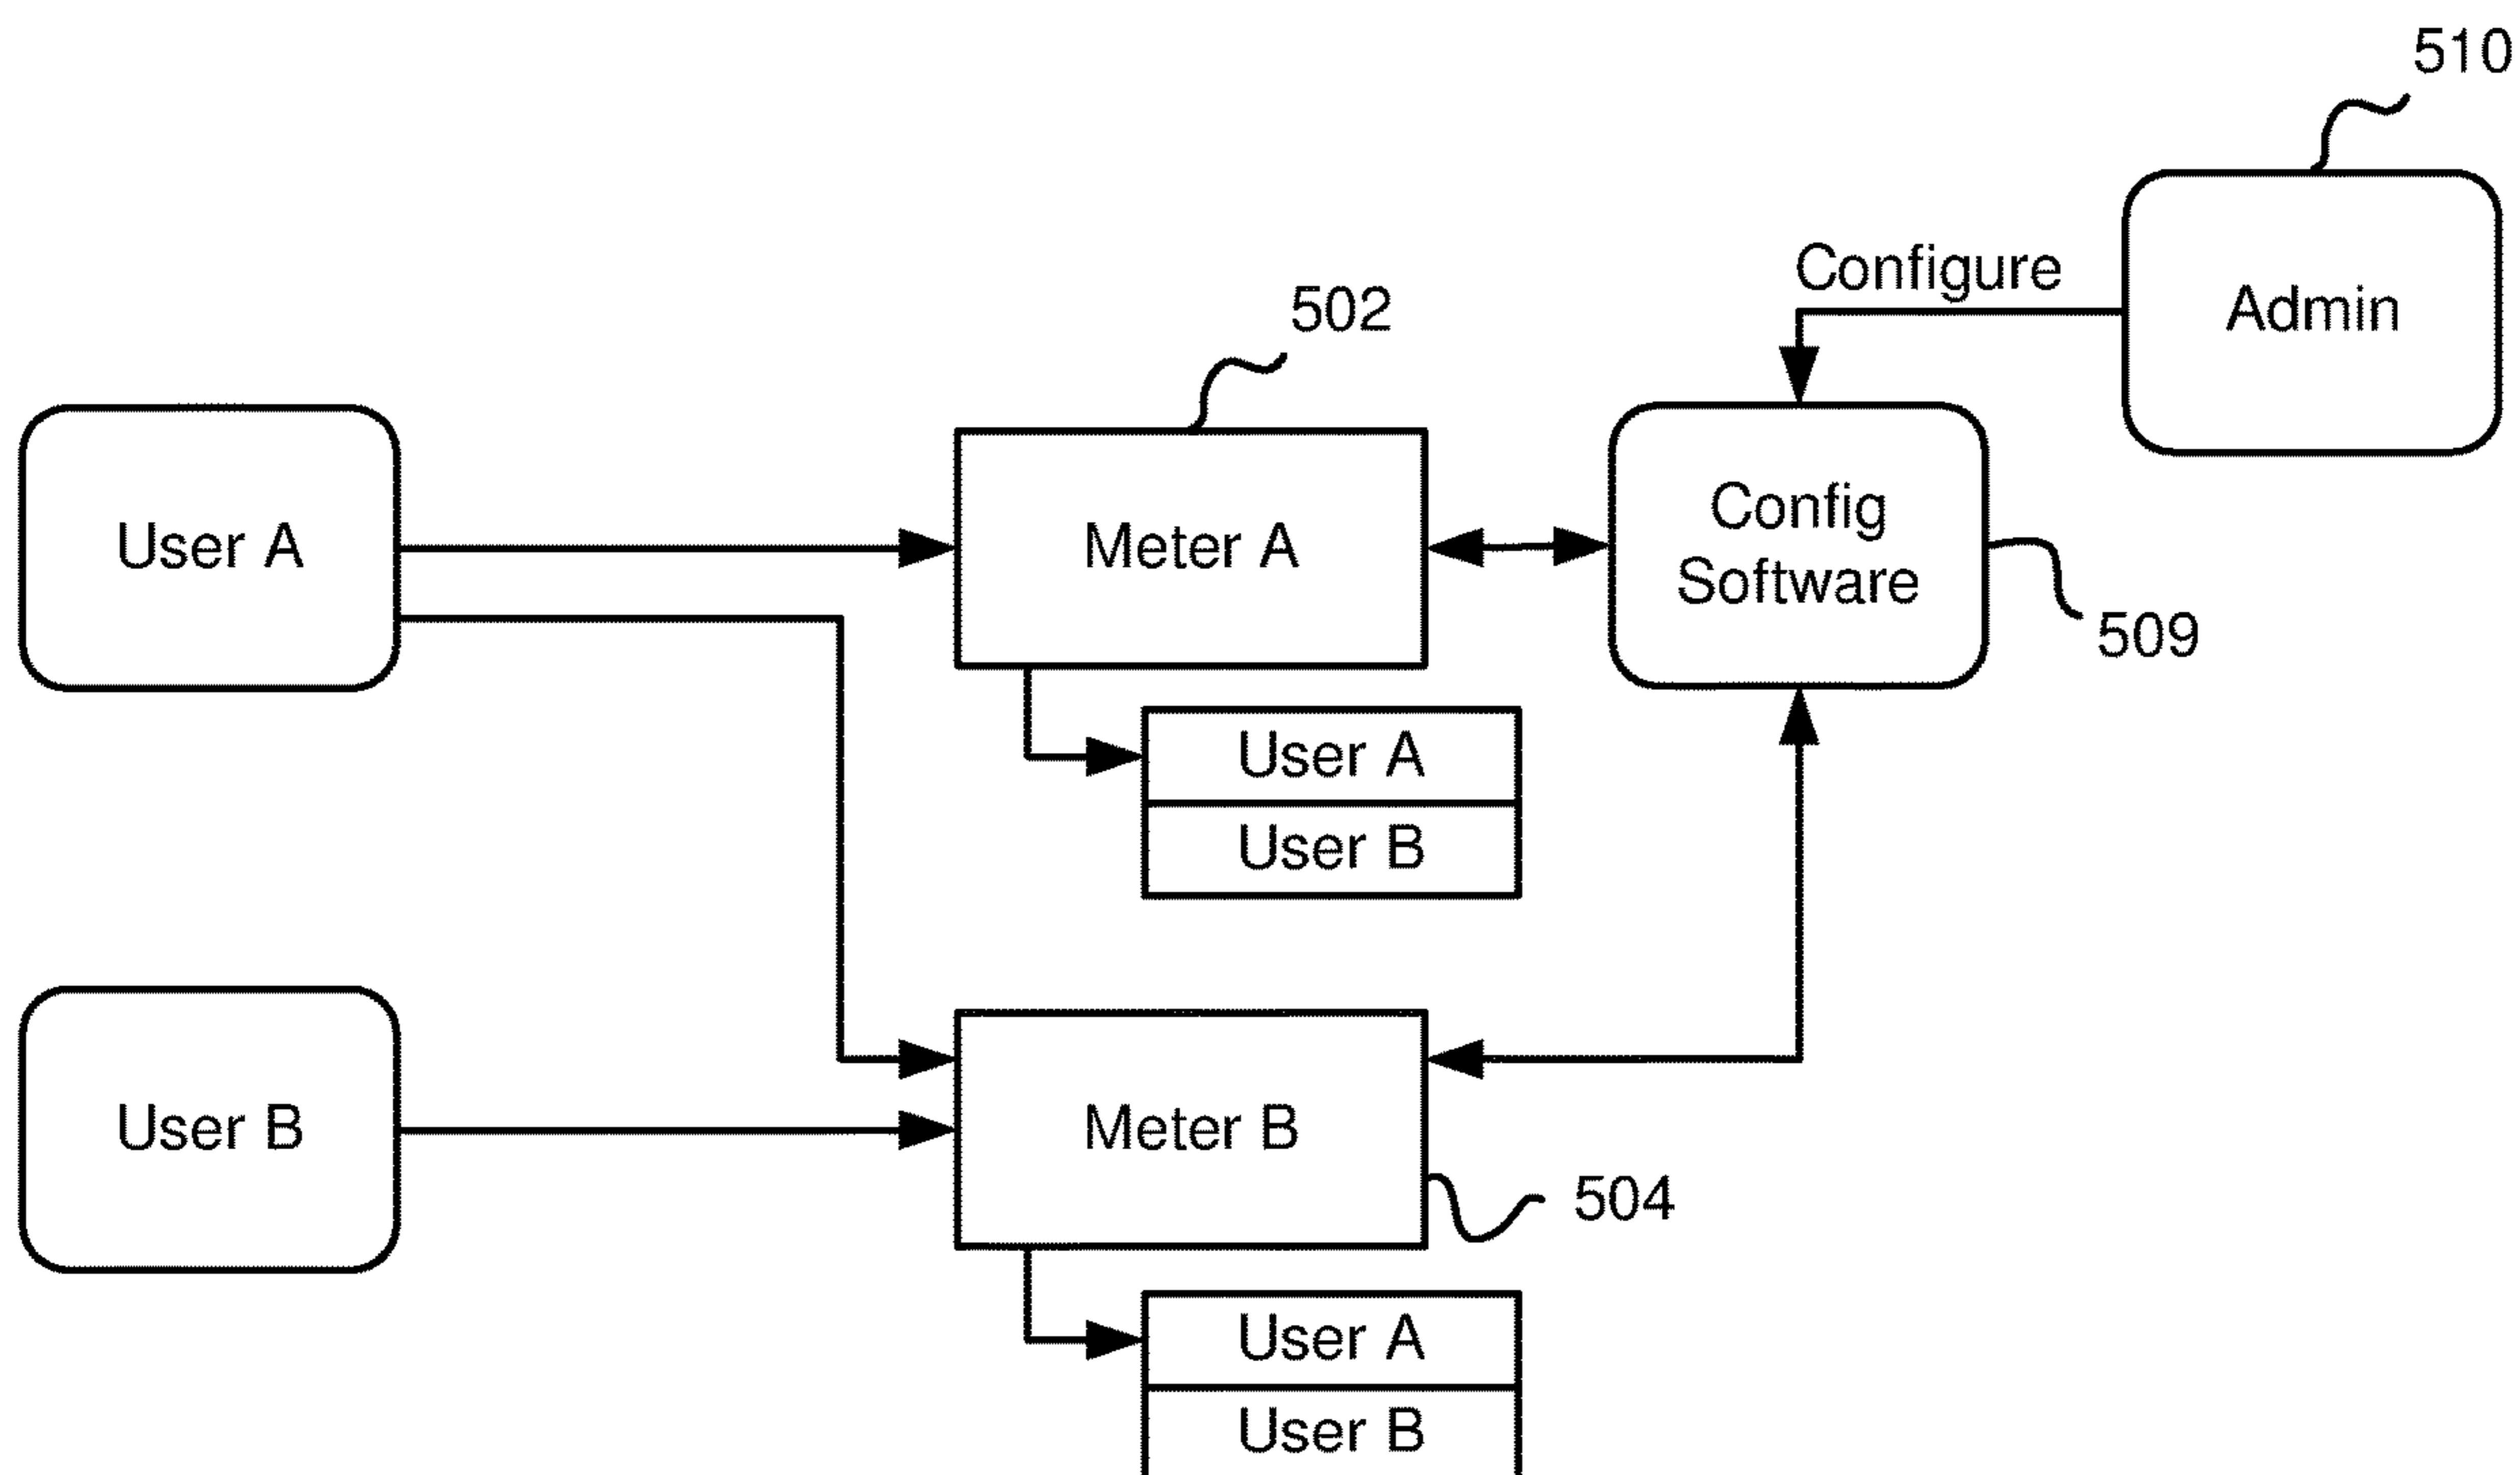 510
Configure
Admin
502
User A
Meter A
Config
Software
509
User A
User B
User B
Meter B
504
User A
User B